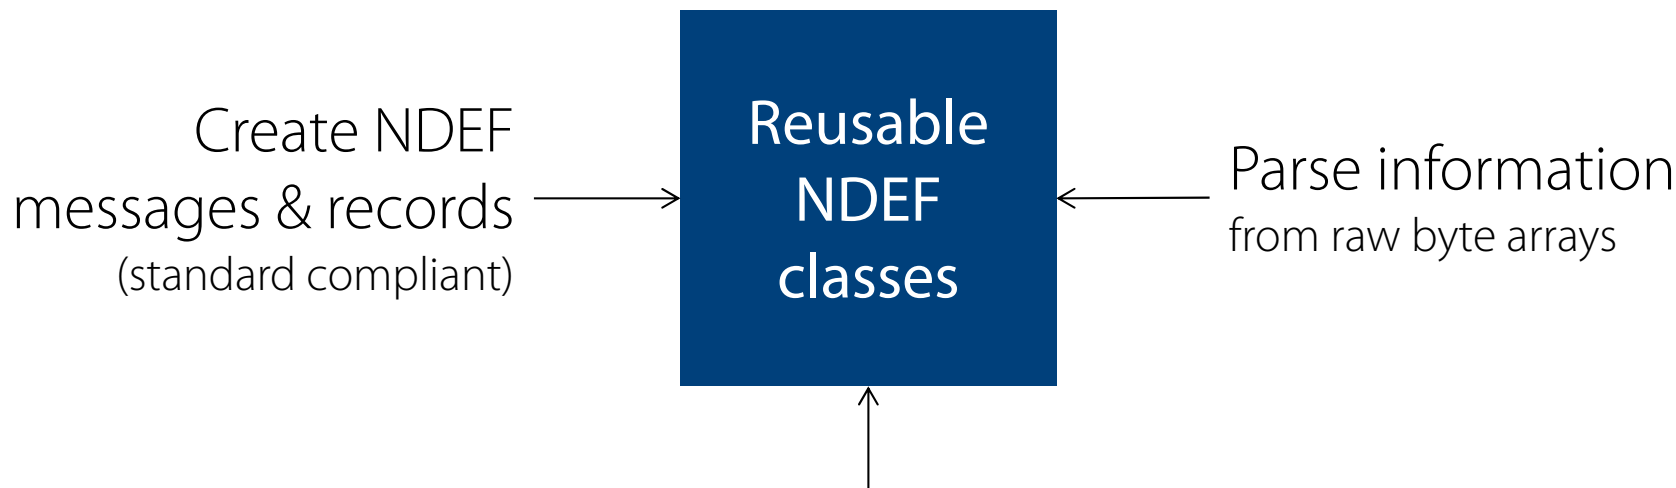 Create NDEF
messages & records
(standard compliant)
Reusable
NDEF
classes
Parse information
from raw byte arrays